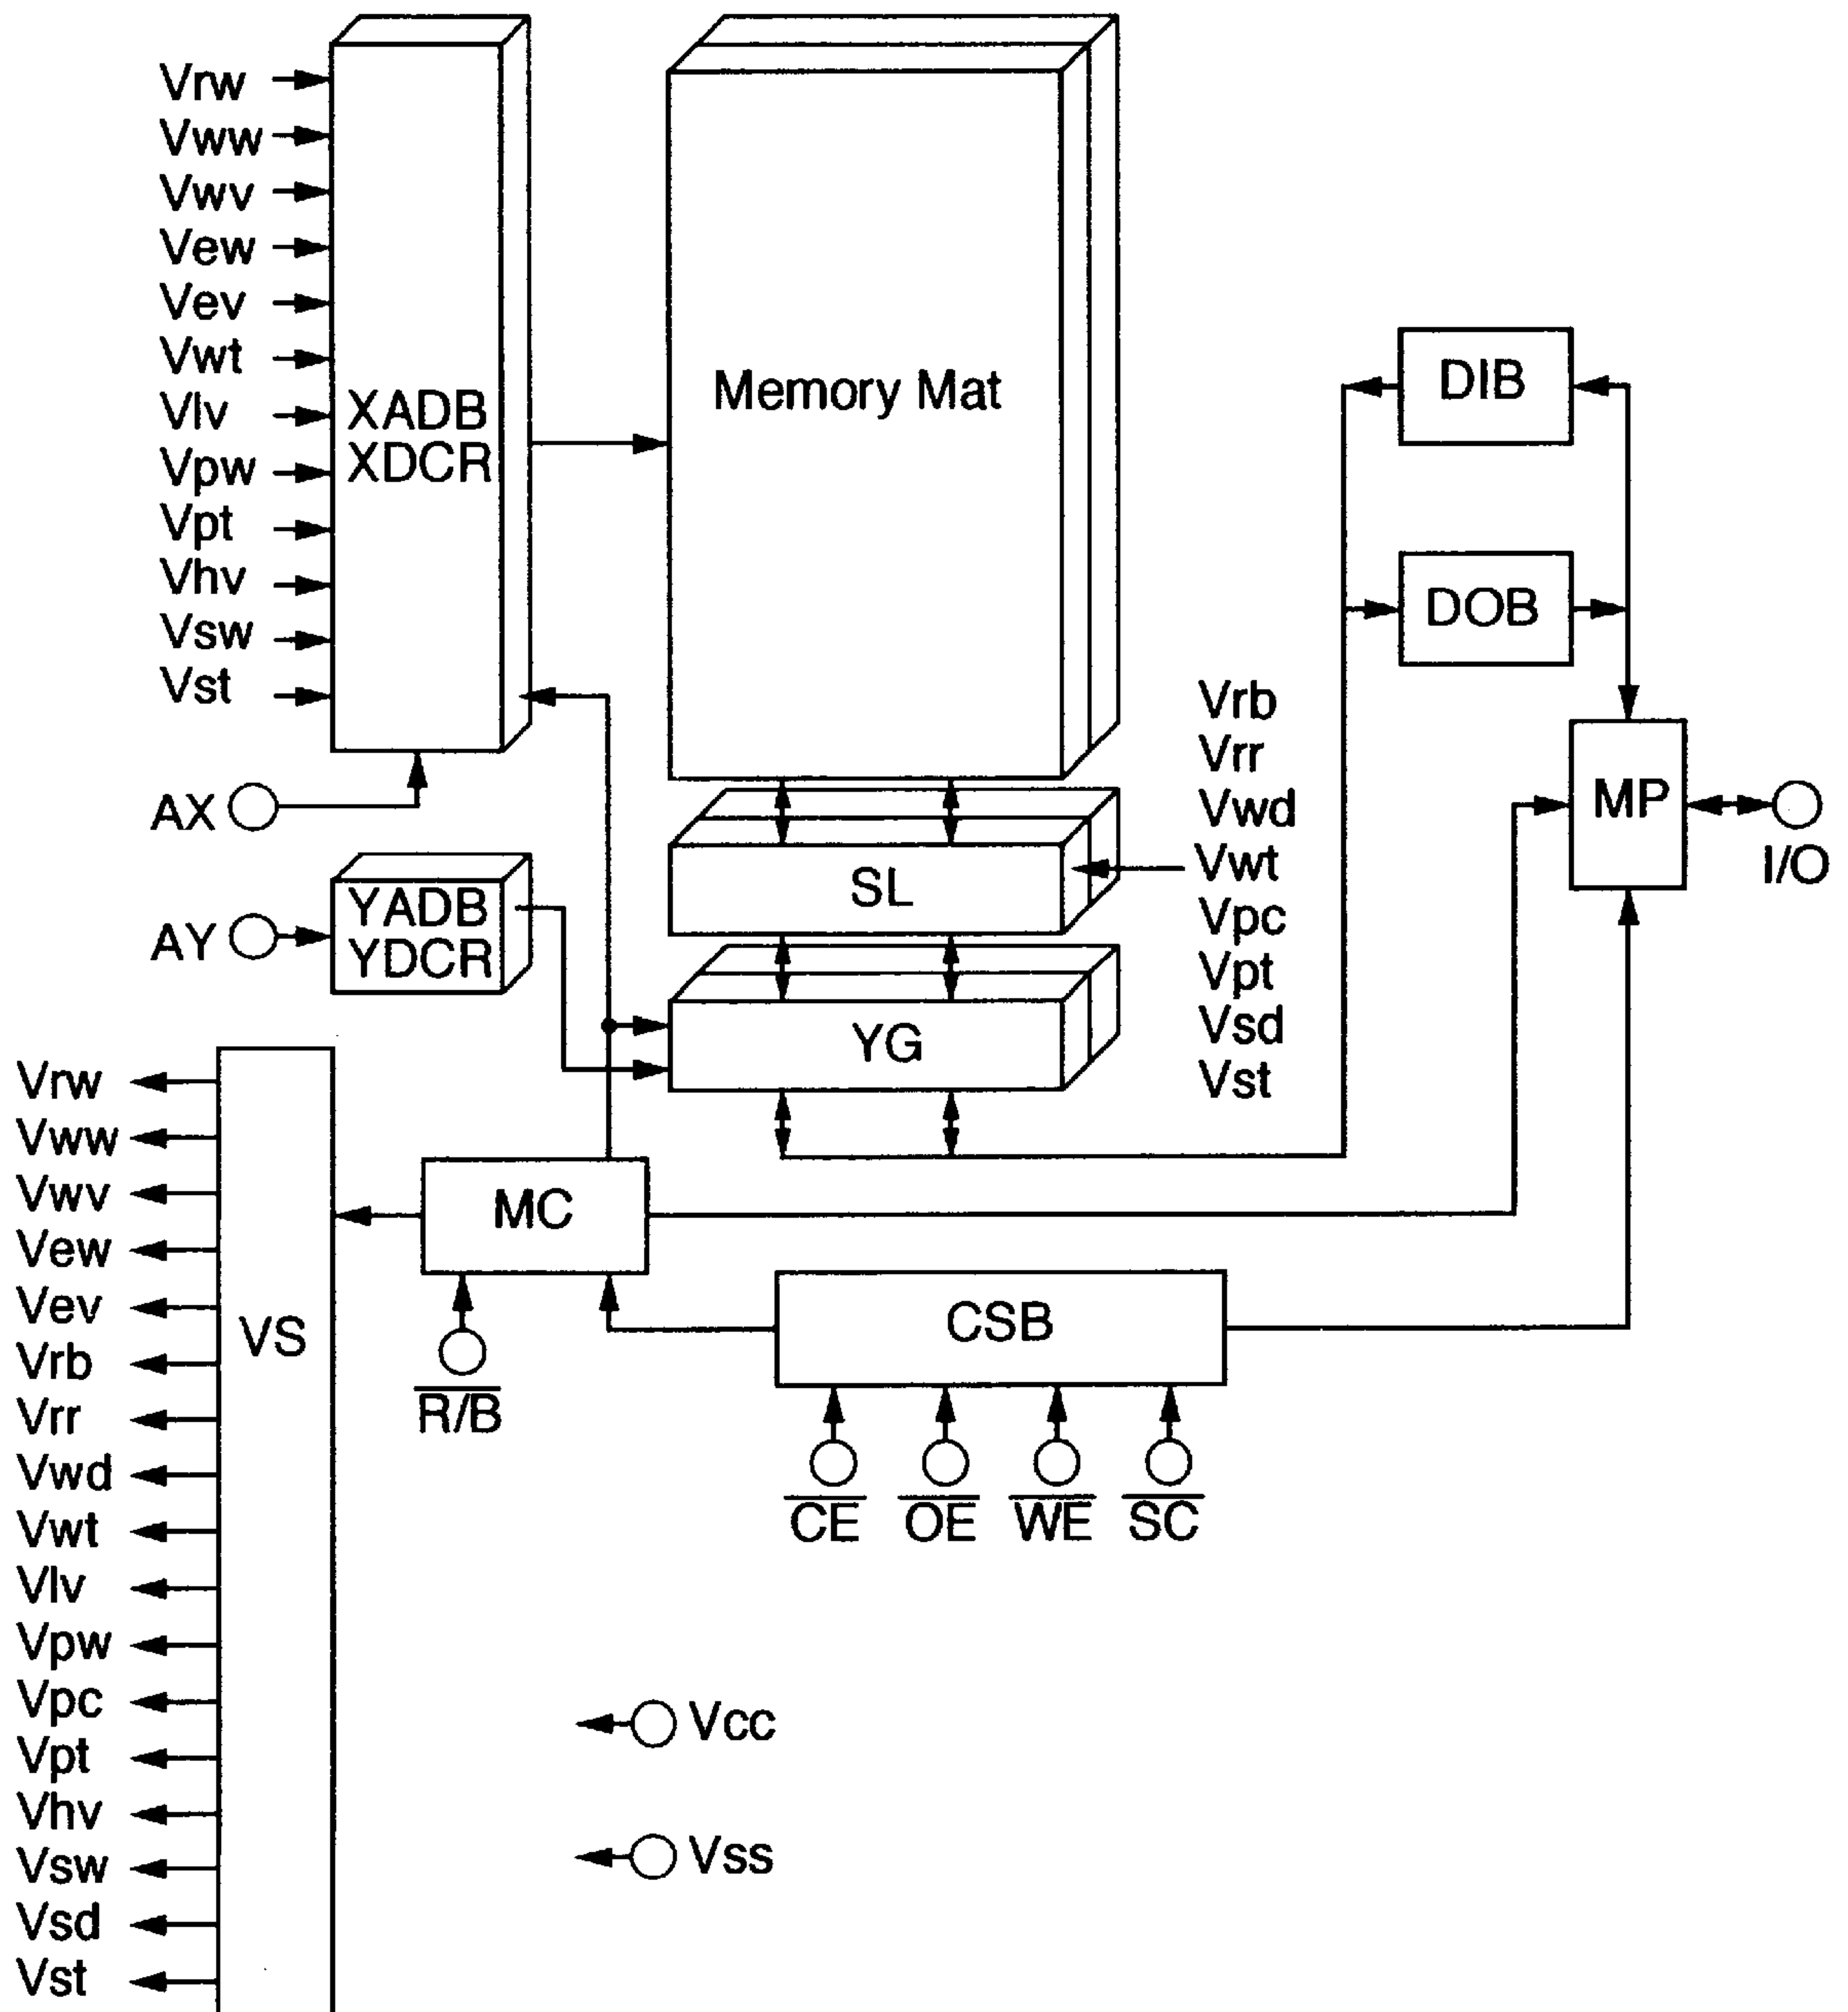 Vrw
Vww
Vwv
Vew
Vev
Vwt
Vlv
Vpw
Vpt
Vhv
Vsw
Vst
XADB
XDCR
Memory Mat
DIB
DOB
MP
I/O
AX
AY
YADB
YDCR
SL
YG
Vrb
Vrr
Vwd
Vwt
Vpc
Vpt
Vsd
Vst
Vrw
Vww
Vwv
Vew
Vev
Vrb
Vrr
Vwd
Vwt
Vlv
Vpw
Vpc
Vpt
Vhv
Vsw
Vsd
Vst
VS
MC
R/B
CSB
CE
OE
WE
SC
Vcc
Vss